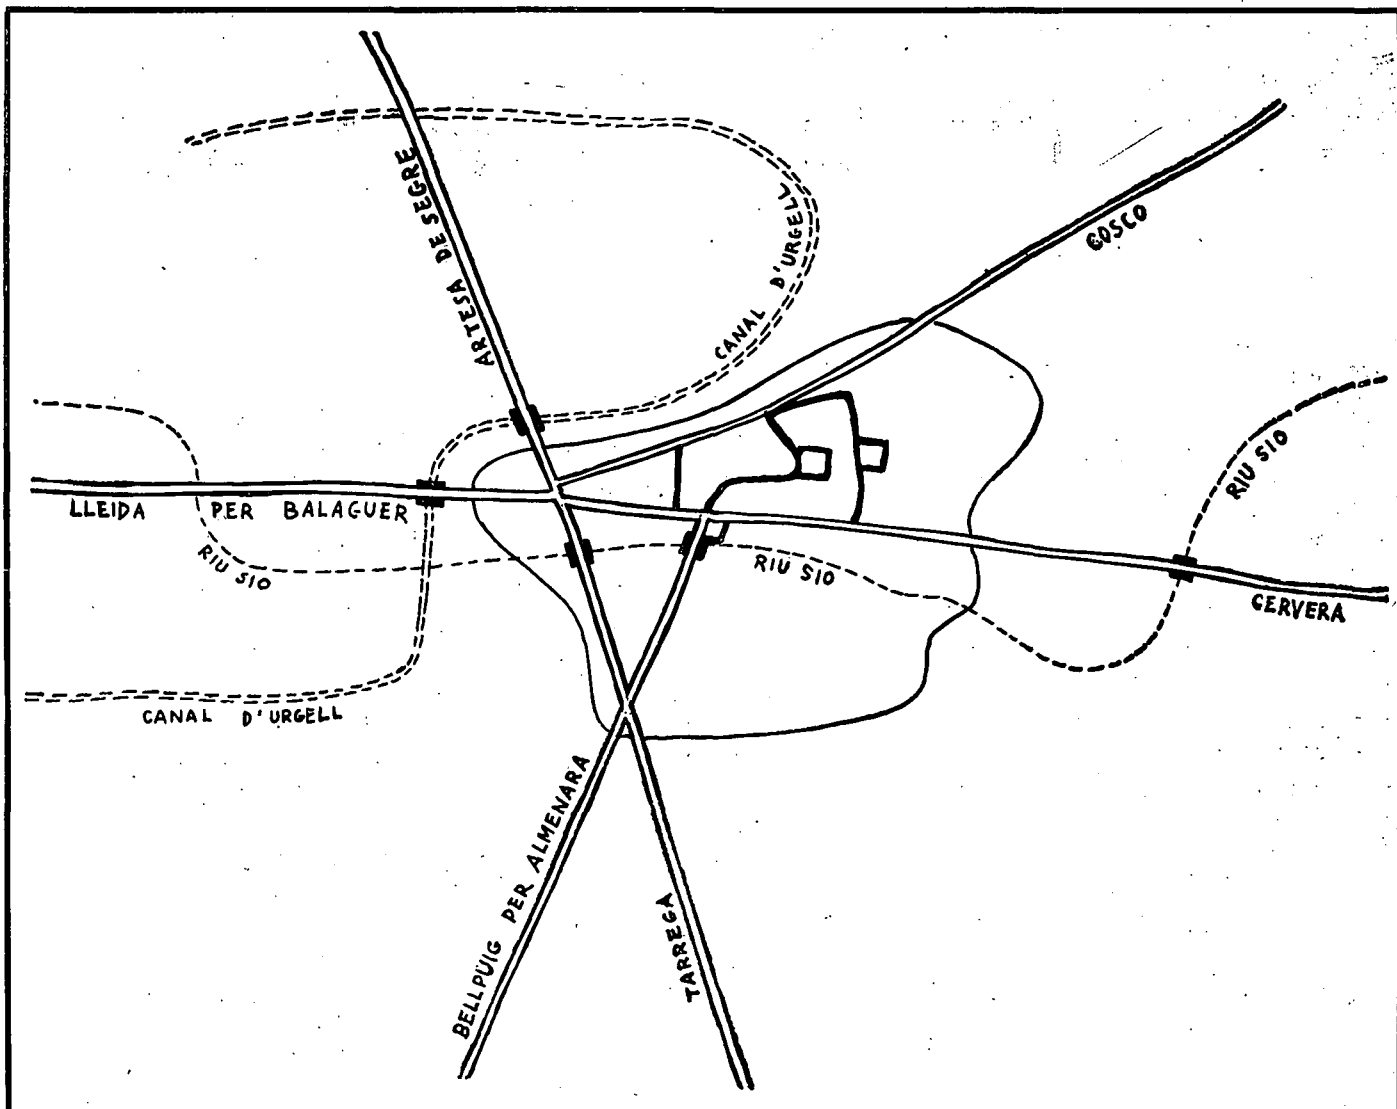 ARTESA DE SEGRE
CANAL D'URGELL
COSCO
LLEIDA PER BALAGUER
RIU SIO
RIU SIO
RIU SIO
CERVERA
CANAL D'URGELL
BELLPUIG PER ALMENARA
TARREGA